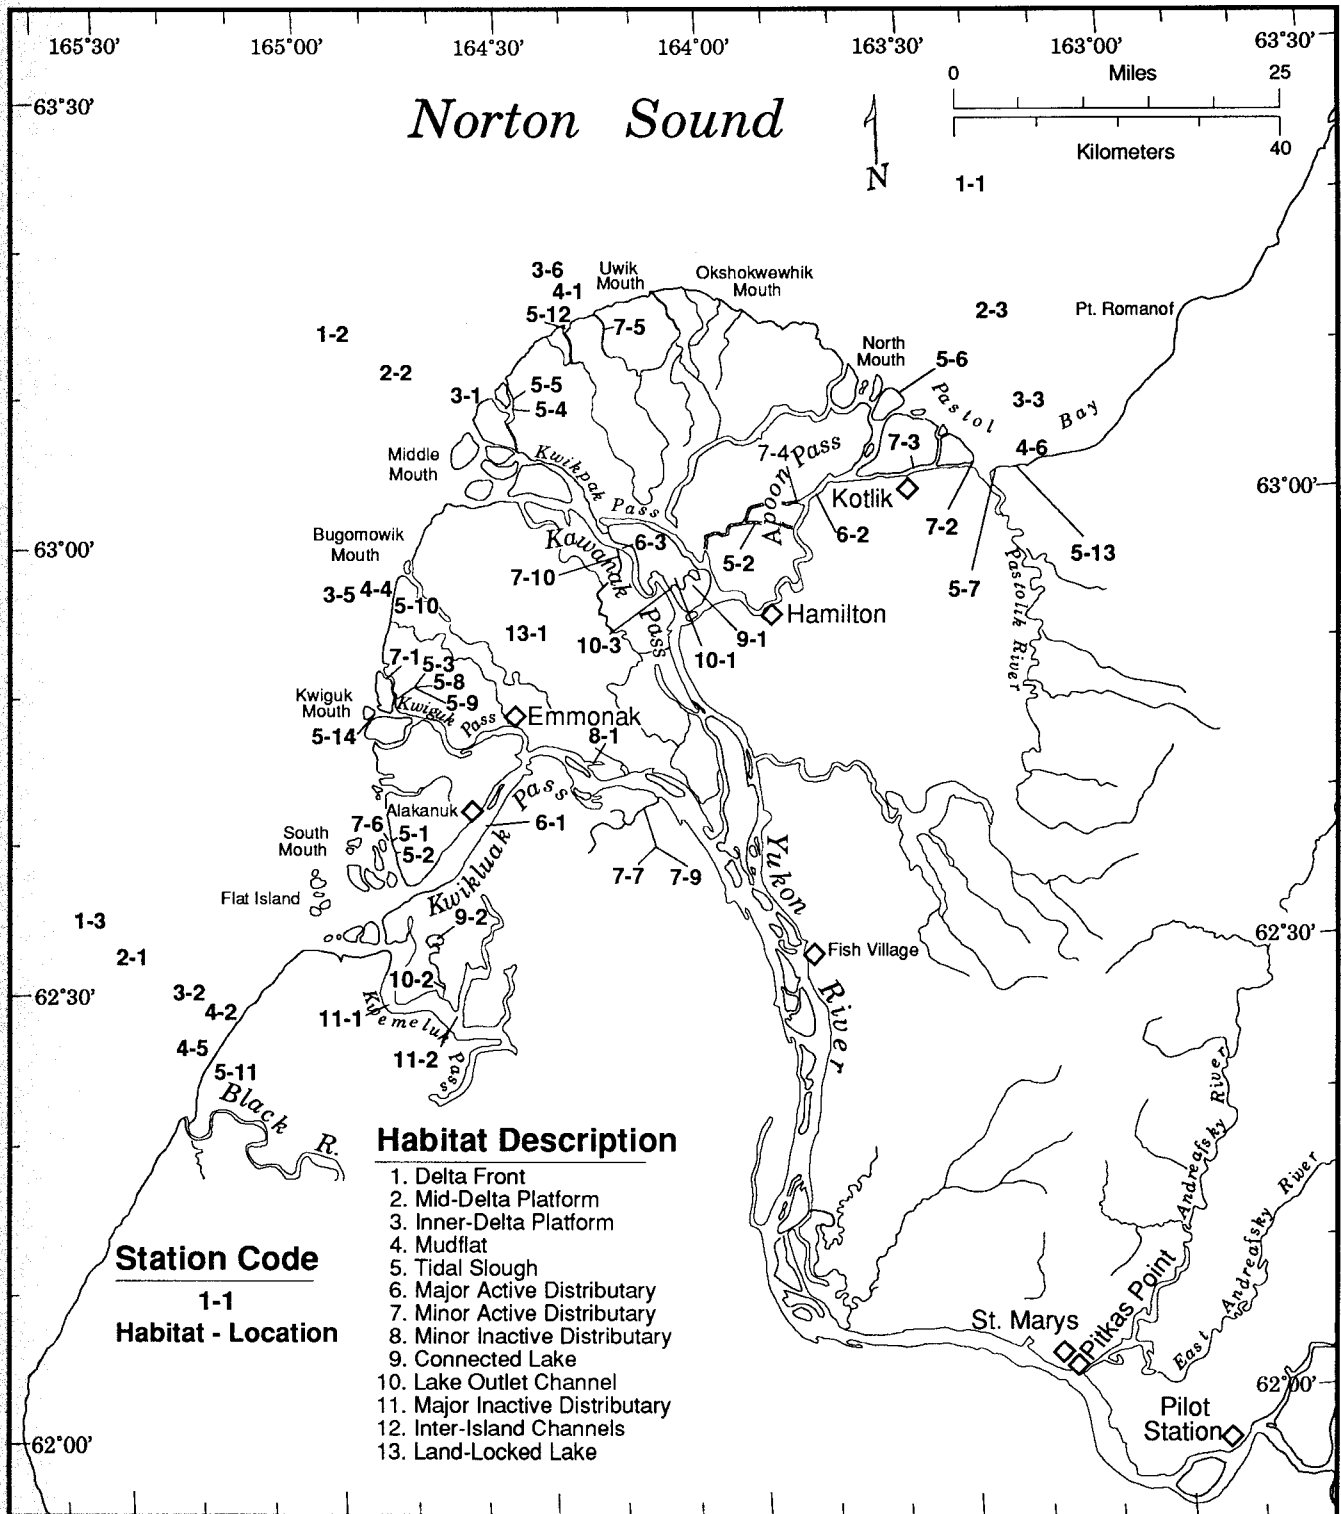 165°30'
165°00'
164°30'
164°00'
163°30'
163°00'
63°30'
0
Miles
25
63°30'
Norton Sound
Kilometers
40
N
1-1
3-6
Uwik
Mouth
Okshokwewhik
Mouth
4-1
5-12
7-5
2-3
Pt. Romanof
1-2
North
Mouth
5-6
2-2
3-1
5-5
5-4
Pastol
Bay
3-3
7-3
4-6
Middle
Mouth
Kwikpak
Pass
7-4
Apoon Pass
Kotlik
63°00'
63°00'
Bugomowik
Mouth
Kawanak
Pass
6-3
5-2
6-2
7-2
5-13
7-10
5-7
Pastolik River
3-5
4-4
5-10
Hamilton
13-1
10-3
9-1
10-1
7-1
5-3
5-8
5-9
Kwiguk
Mouth
Kwiguk
Pass
Emmonak
5-14
8-1
Alakanuk
Pass
6-1
7-6
5-1
5-2
South
Mouth
Kwikluak
7-7
7-9
Yukon
River
Flat Island
9-2
1-3
62°30'
Fish Village
2-1
10-2
3-2
62°30'
4-2
11-1
Kwemeluk
Pass
4-5
11-2
5-11
Black
R.
Habitat Description
1. Delta Front
2. Mid-Delta Platform
3. Inner-Delta Platform
4. Mudflat
5. Tidal Slough
6. Major Active Distributary
7. Minor Active Distributary
8. Minor Inactive Distributary
9. Connected Lake
10. Lake Outlet Channel
11. Major Inactive Distributary
12. Inter-Island Channels
13. Land-Locked Lake
Station Code
1-1
Habitat - Location
Andreafsky River
East Andreafsky River
St. Marys
Pitkas Point
62°00'
Pilot
Station
62°00'